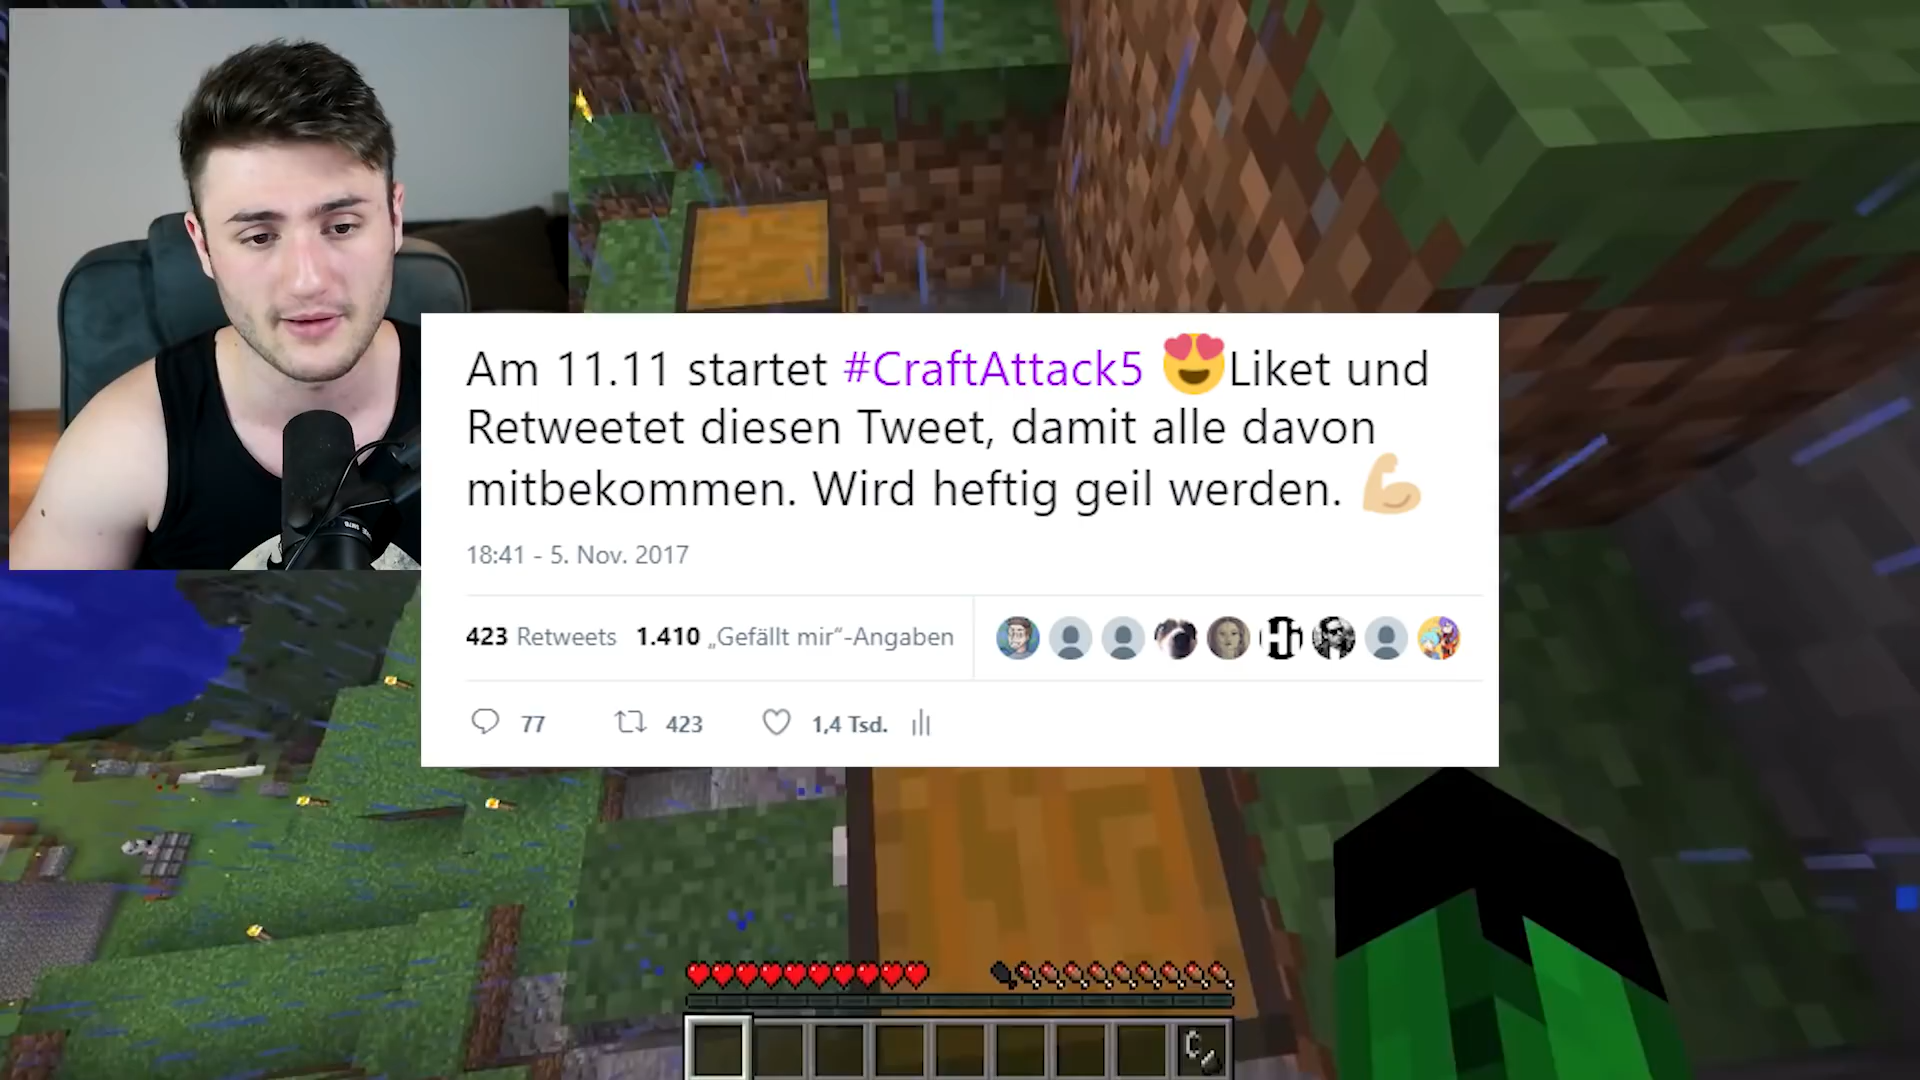 Am 11.11 startet #CraftAttack5 😍Liket und
Retweetet diesen Tweet, damit alle davon
mitbekommen. Wird heftig geil werden. 💪🏼
18:41 - 5. Nov. 2017
423 Retweets 1.410 „Gefällt mir“-Angaben
77 423 1,4 Tsd.